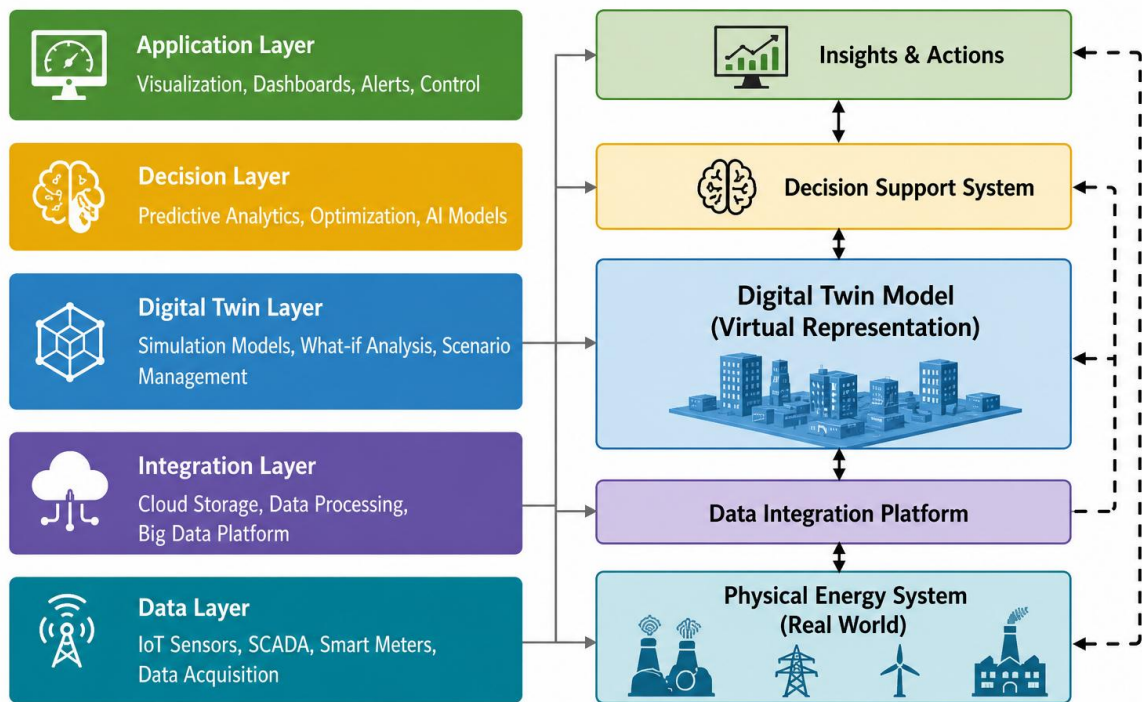 Application Layer
Visualization, Dashboards, Alerts, Control
Decision Layer
Predictive Analytics, Optimization, AI Models
Digital Twin Layer
Simulation Models, What-if Analysis, Scenario
Management
Integration Layer
Cloud Storage, Data Processing,
Big Data Platform
Data Layer
IoT Sensors, SCADA, Smart Meters,
Data Acquisition
Insights & Actions
Decision Support System
Digital Twin Model
(Virtual Representation)
Data Integration Platform
Physical Energy System
(Real World)